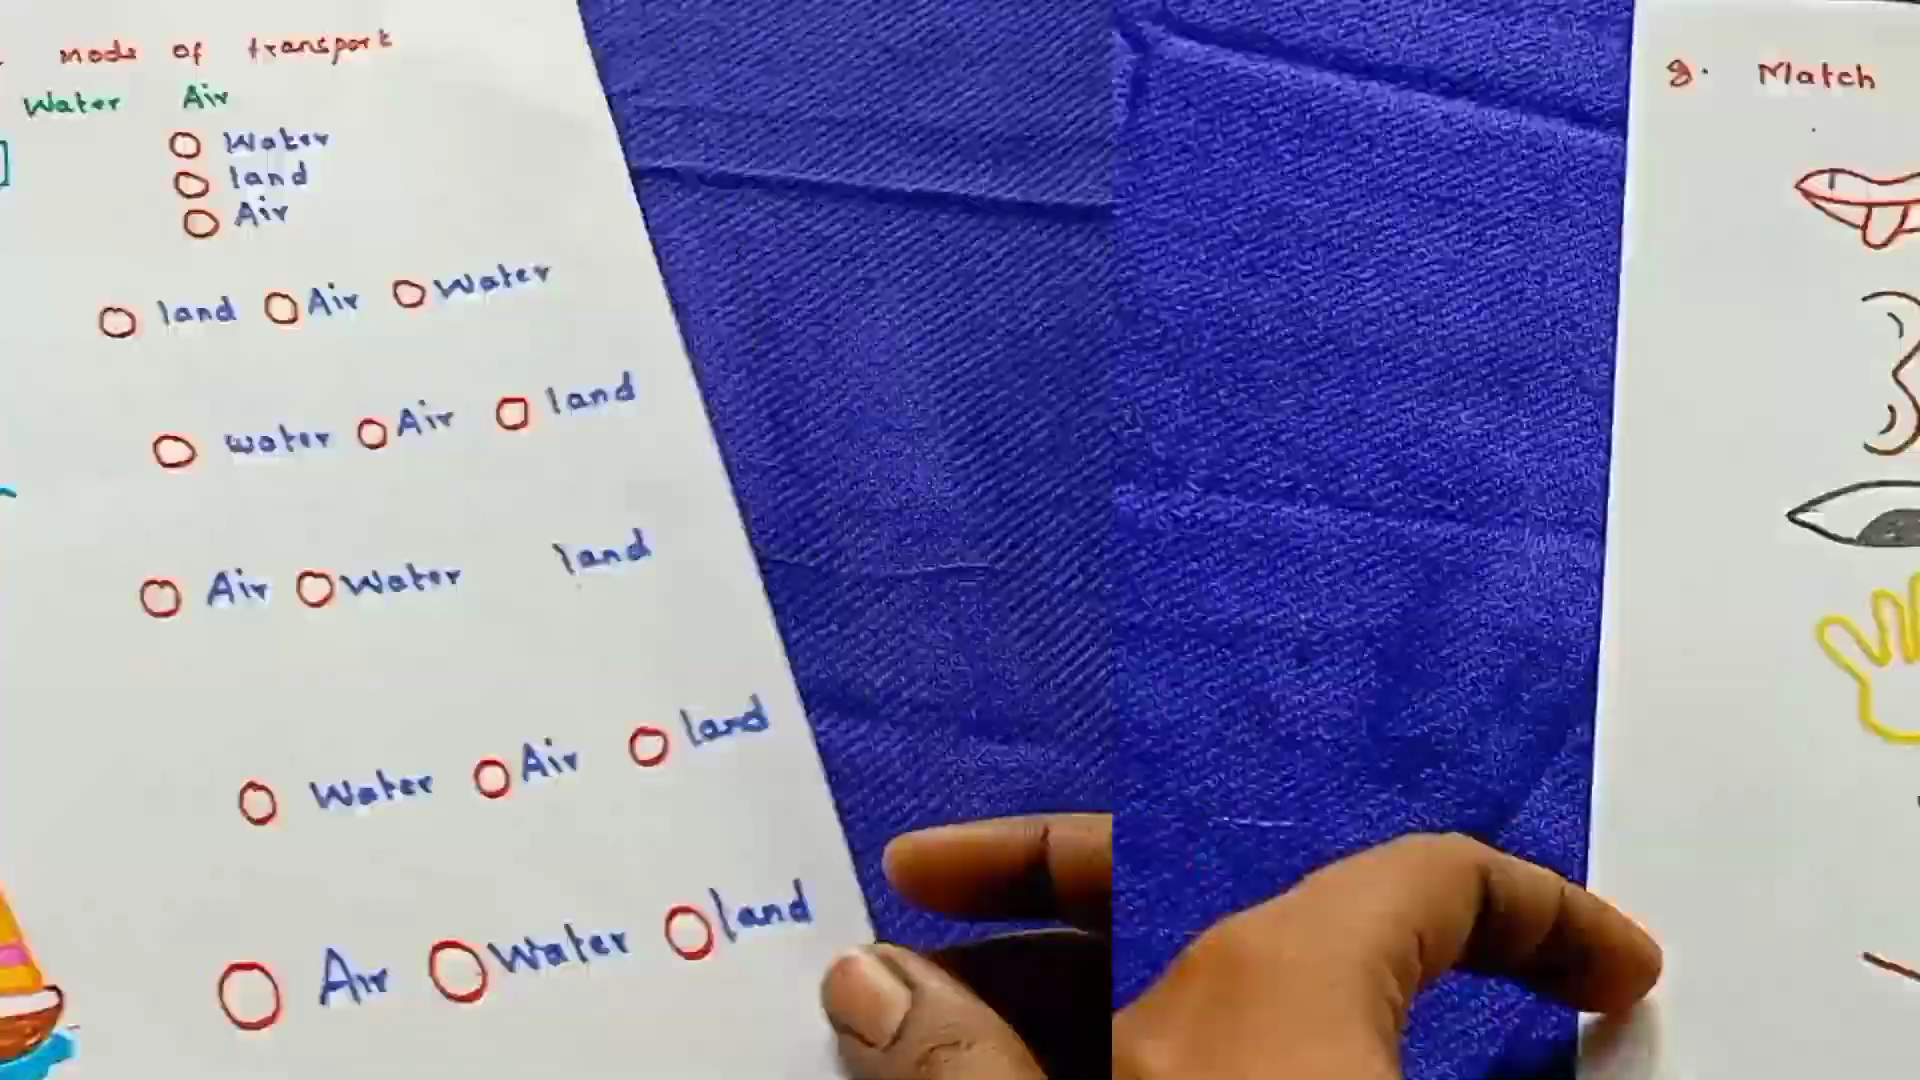 mode of transport
Water Air
Water
land
Air
land Air Water
water Air land
Air Water land
Water Air land
Air Water land
9. Match